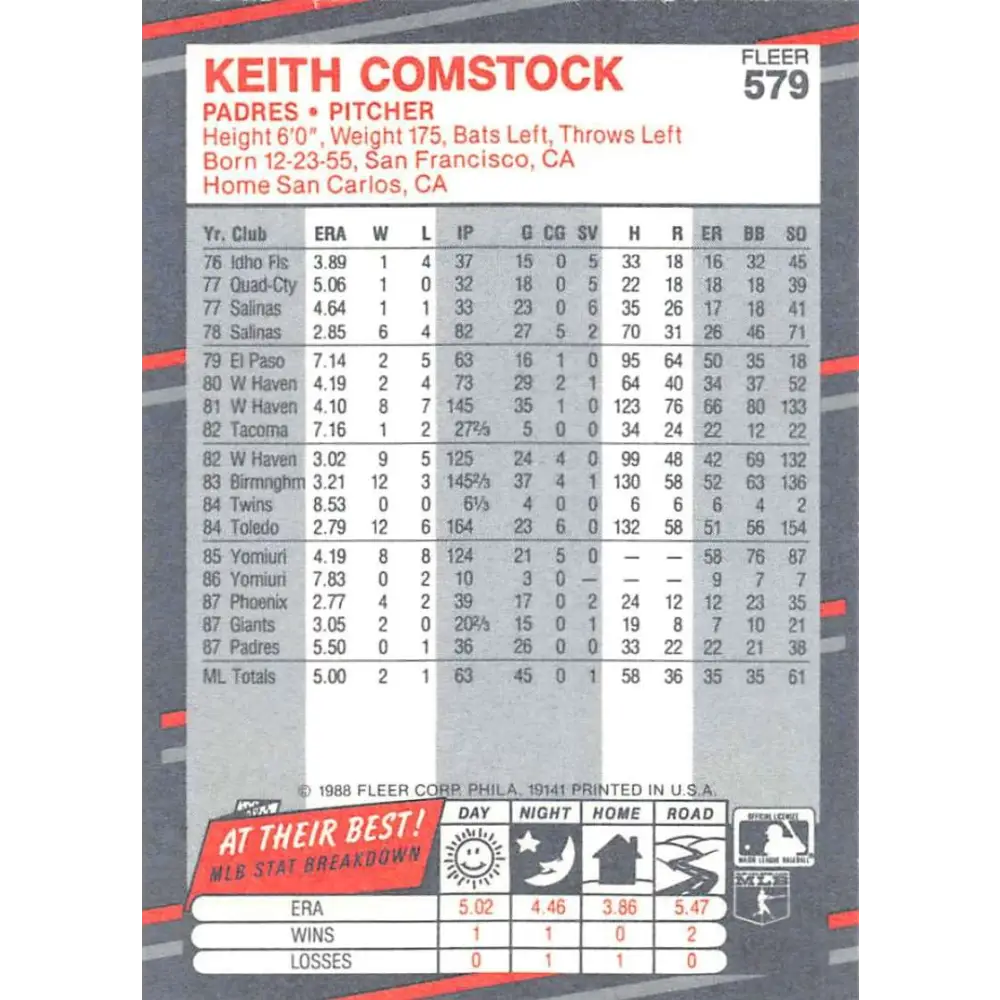 FLEER
579
KEITH COMSTOCK
PADRES • PITCHER
Height 6'0", Weight 175, Bats Left, Throws Left
Born 12-23-55, San Francisco, CA
Home San Carlos, CA
Yr. Club ERA W L IP G CG SV H R ER BB SO
76 Idho Fls 3.89 1 4 37 15 0 5 33 18 16 32 45
77 Quad-Cty 5.06 1 0 32 18 0 5 22 18 18 18 39
77 Salinas 4.64 1 1 33 23 0 6 35 26 17 18 41
78 Salinas 2.85 6 4 82 27 5 2 70 31 26 46 71
79 El Paso 7.14 2 5 63 16 1 0 95 64 50 35 18
80 W Haven 4.19 2 4 73 29 2 1 64 40 34 37 52
81 W Haven 4.10 8 7 145 35 1 0 123 76 66 80 133
82 Tacoma 7.16 1 2 27⅔ 5 0 0 34 24 22 12 22
82 W Haven 3.02 9 5 125 24 4 0 99 48 42 69 132
83 Birmnghm 3.21 12 3 145⅔ 37 4 1 130 58 52 63 136
84 Twins 8.53 0 0 6⅓ 4 0 0 6 6 6 4 2
84 Toledo 2.79 12 6 164 23 6 0 132 58 51 56 154
85 Yomiuri 4.19 8 8 124 21 5 0 — — 58 76 87
86 Yomiuri 7.83 0 2 10 3 0 — — — 9 7 7
87 Phoenix 2.77 4 2 39 17 0 2 24 12 12 23 35
87 Giants 3.05 2 0 20⅔ 15 0 1 19 8 7 10 21
87 Padres 5.50 0 1 36 26 0 0 33 22 22 21 38
ML Totals 5.00 2 1 63 45 0 1 58 36 35 35 61
© 1988 FLEER CORP. PHILA. 19141 PRINTED IN U.S.A.
AT THEIR BEST!
MLB STAT BREAKDOWN
DAY NIGHT HOME ROAD
ERA 5.02 4.46 3.86 5.47
WINS 1 1 0 2
LOSSES 0 1 1 0
OFFICIAL LICENSEE
MAJOR LEAGUE BASEBALL